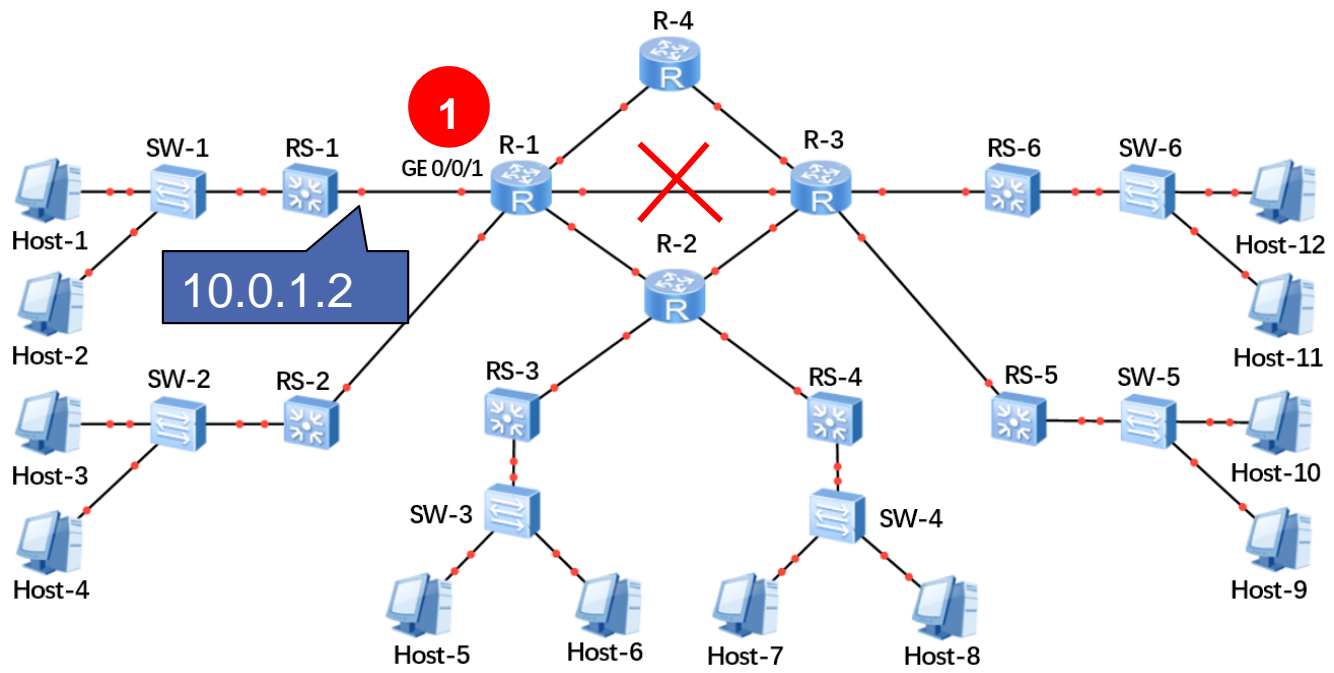 R-4
1
SW-1
RS-1
GE 0/0/1
R-1
R-3
RS-6
SW-6
Host-1
R-2
Host-12
10.0.1.2
Host-2
Host-11
SW-2
RS-2
RS-3
RS-4
RS-5
SW-5
Host-3
Host-10
SW-3
SW-4
Host-4
Host-9
Host-5
Host-6
Host-7
Host-8
R
R
R
R